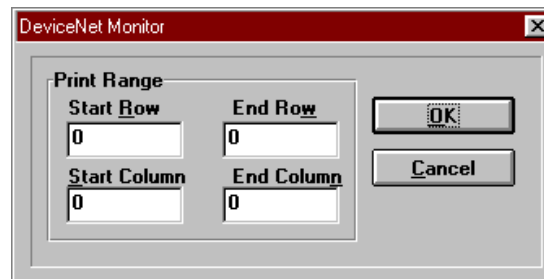 DeviceNet Monitor
Print Range
Start Row End Row
0 0
OK
Start Column End Column
0 0
Cancel